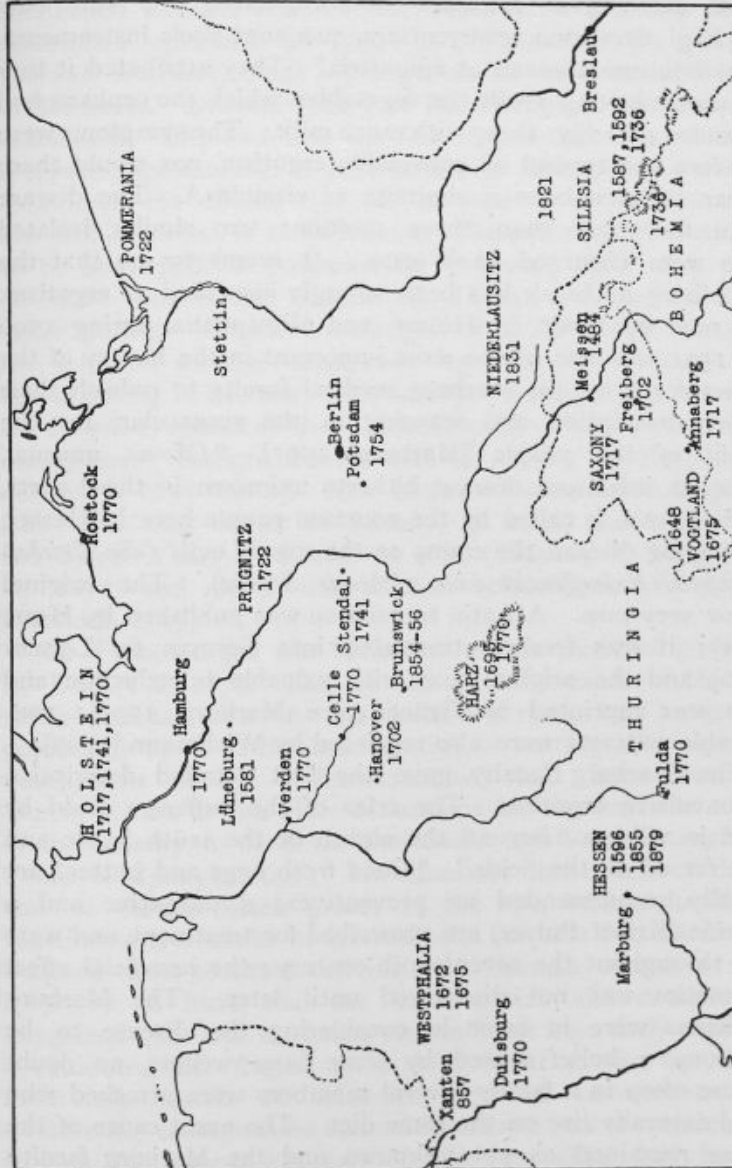 HOLSTEIN
1717,1741,1770
Rostock
1770
POMMERANIA
1722
Hamburg
1770
Lüneburg
1581
PRIGNITZ
1722
Stettin
Verden
1770
Celle
1770
Stendal
1741
Berlin
Potsdam
1754
Hanover
1702
Brunswick
1854-56
WESTPHALIA
1672
1675
Xanten
857
Duisburg
1770
HARZ
1693
1770
NIEDERLAUSITZ
1831
1821
SILESIA
Breslau
HESSEN
1596
1855
1879
Marburg
Fulda
1770
THURINGIA
SAXONY
1717
Meissen
1484
Freiberg
1702
1587,1592
1736
1736
1648
VOGTLAND
1675
Annaberg
1717
BOHEMIA